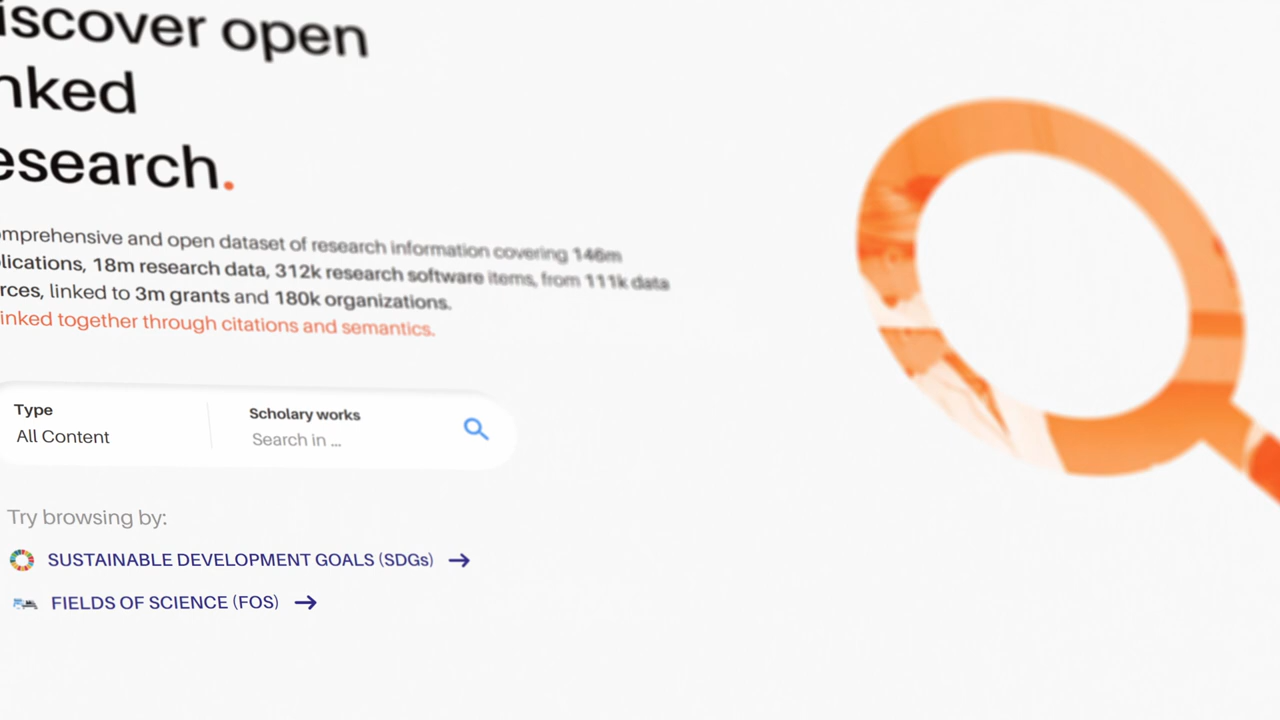 iscover open
nked
esearch.
omprehensive and open dataset of research information covering 146m
lications, 18m research data, 312k research software items, from 111k data
rces, linked to 3m grants and 180k organizations.
inked together through citations and semantics.
Type
Scholary works
All Content
Search in ...
Try browsing by:
SUSTAINABLE DEVELOPMENT GOALS (SDGs)
FIELDS OF SCIENCE (FOS)